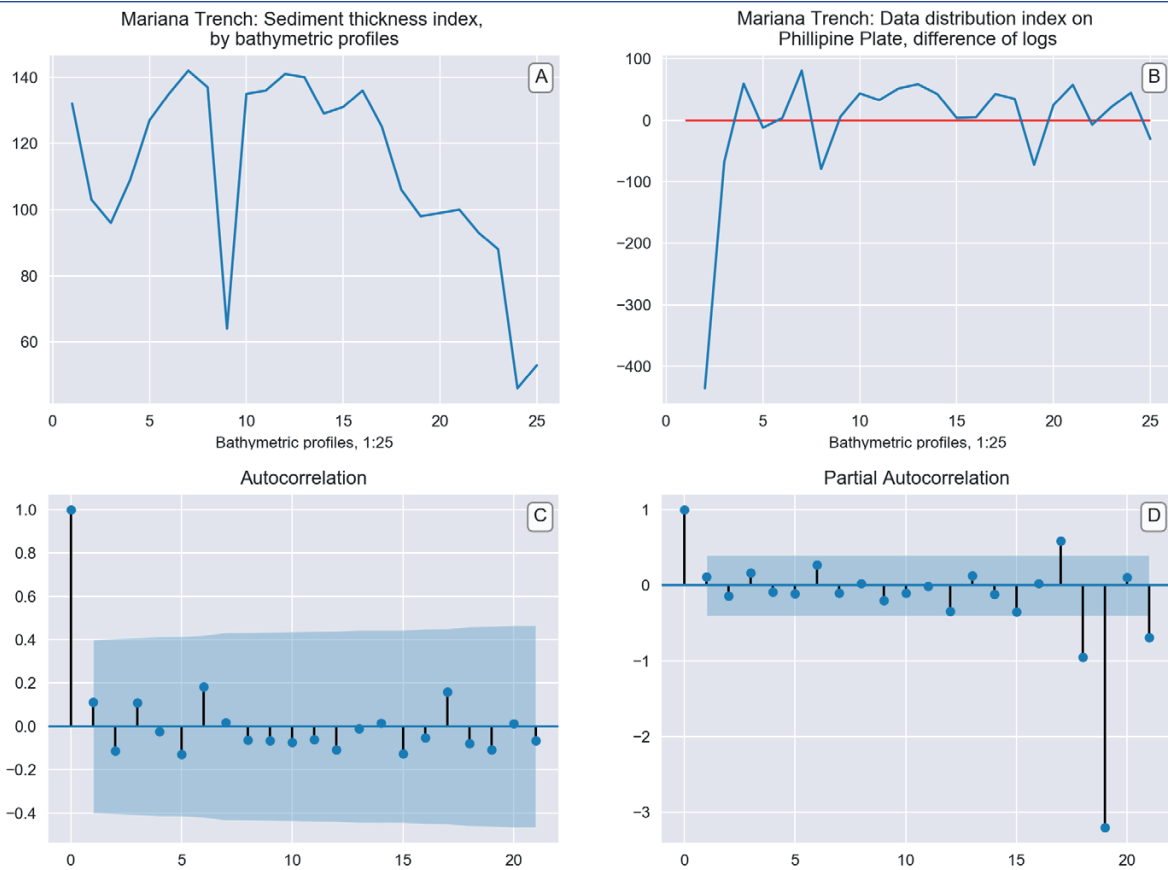 Mariana Trench: Sediment thickness index,
by bathymetric profiles
A
140
120
100
80
60
0 5 10 15 20 25
Bathymetric profiles, 1:25
Mariana Trench: Data distribution index on
Phillipine Plate, difference of logs
B
100
0
−100
−200
−300
−400
0 5 10 15 20 25
Bathymetric profiles, 1:25
Autocorrelation
C
1.0
0.8
0.6
0.4
0.2
0.0
−0.2
−0.4
0 5 10 15 20
Partial Autocorrelation
D
1
0
−1
−2
−3
0 5 10 15 20